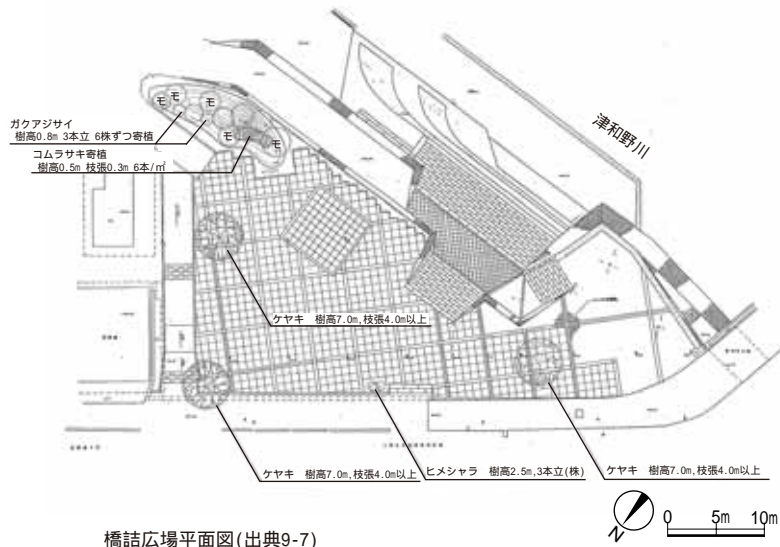 津和野川
モ モ モ モ モ
ガクアジサイ
樹高0.8m 3本立 6株ずつ寄植
コムラサキ寄植
樹高0.5m 枝張0.3m 6本/㎡
ケヤキ 樹高7.0m,枝張4.0m以上
ケヤキ 樹高7.0m,枝張4.0m以上
ヒメシャラ 樹高2.5m,3本立(株)
ケヤキ 樹高7.0m,枝張4.0m以上
N
0 5m 10m
橋詰広場平面図(出典9-7)